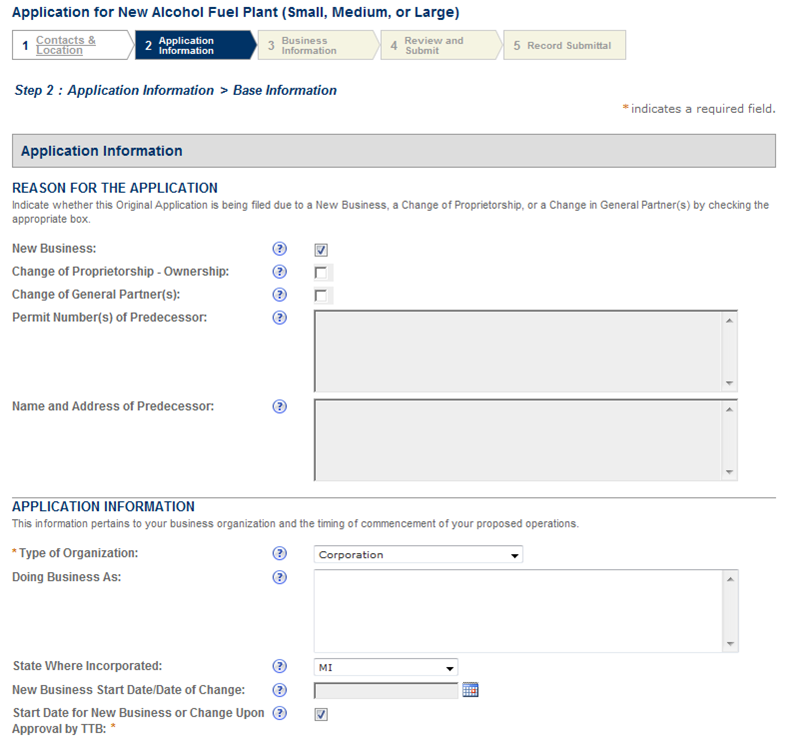 Application for New Alcohol Fuel Plant (Small, Medium, or Large)
1 Contacts & Location
2 Application Information
3 Business Information
4 Review and Submit
5 Record Submittal
Step 2 : Application Information > Base Information
* indicates a required field.
Application Information
REASON FOR THE APPLICATION
Indicate whether this Original Application is being filed due to a New Business, a Change of Proprietorship, or a Change in General Partner(s) by checking the
appropriate box.
New Business: ?
Change of Proprietorship - Ownership: ?
Change of General Partner(s): ?
Permit Number(s) of Predecessor: ?
Name and Address of Predecessor: ?
APPLICATION INFORMATION
This information pertains to your business organization and the timing of commencement of your proposed operations.
* Type of Organization: ? Corporation
Doing Business As: ?
State Where Incorporated: ? MI
New Business Start Date/Date of Change: ?
Start Date for New Business or Change Upon ?
Approval by TTB: *